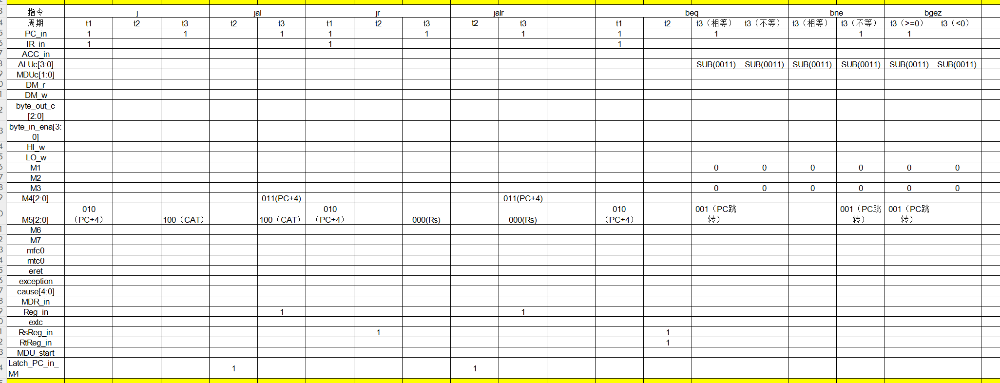 指令 j jal jr jalr beq bne bgez
周期 t1 t2 t3 t2 t3 t1 t2 t3 t2 t3 t1 t2 t3（相等） t3（不等） t3（相等） t3（不等） t3（>=0） t3（<0）
PC_in 1 1 1 1 1 1 1 1 1 1
IR_in 1 1 1
ACC_in
ALUc[3:0] SUB(0011) SUB(0011) SUB(0011) SUB(0011) SUB(0011) SUB(0011)
MDUc[1:0]
DM_r
DM_w
byte_out_c
[2:0]
byte_in_ena[3:
0]
HI_w
LO_w
M1 0 0 0 0 0 0
M2
M3 0 0 0 0 0 0
M4[2:0] 011(PC+4) 011(PC+4)
010 010 010 001（PC跳 001（PC跳 001（PC跳
M5[2:0] （PC+4） 100（CAT） 100（CAT） （PC+4） 000(Rs) 000(Rs) （PC+4） 转） 转） 转）
M6
M7
mfc0
mtc0
eret
exception
cause[4:0]
MDR_in
Reg_in 1 1
extc
RsReg_in 1 1
RtReg_in 1
MDU_start
Latch_PC_in_
M4 1 1